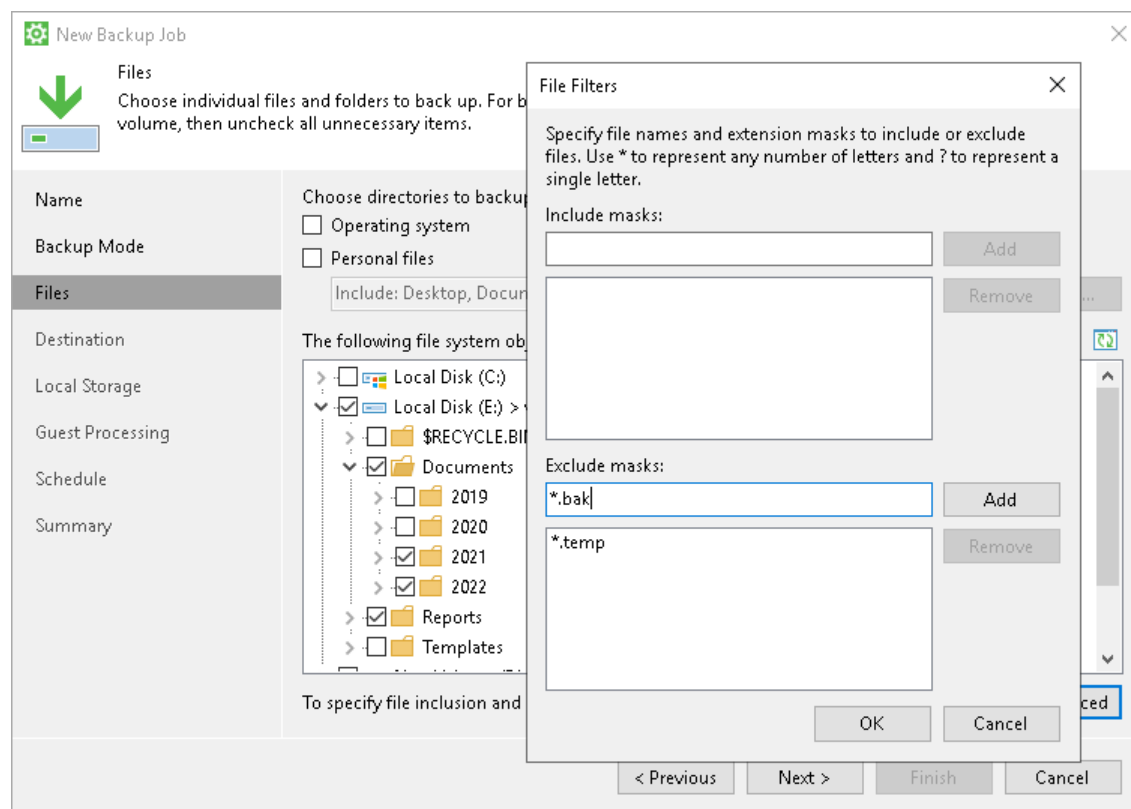 New Backup Job
Files
Choose individual files and folders to back up. For b
volume, then uncheck all unnecessary items.
Name
Backup Mode
Files
Destination
Local Storage
Guest Processing
Schedule
Summary
Choose directories to backup
Operating system
Personal files
Include: Desktop, Docum
...
The following file system obj
Local Disk (C:)
Local Disk (E:) >
$RECYCLE.BIN
Documents
2019
2020
2021
2022
Reports
Templates
To specify file inclusion and
ced
< Previous
Next >
Finish
Cancel
File Filters
Specify file names and extension masks to include or exclude
files. Use * to represent any number of letters and ? to represent a
single letter.
Include masks:
Add
Remove
Exclude masks:
*.bak
Add
*.temp
Remove
OK
Cancel